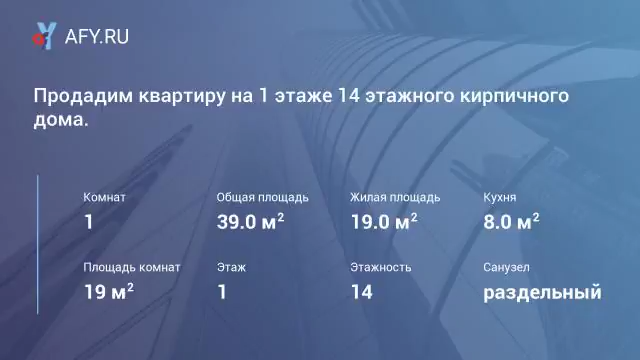 AFY.RU
Продадим квартиру на 1 этаже 14 этажного кирпичного
дома.
Комнат Общая площадь Жилая площадь Кухня
1 39.0 м² 19.0 м² 8.0 м²
Площадь комнат Этаж Этажность Санузел
19 м² 1 14 раздельный